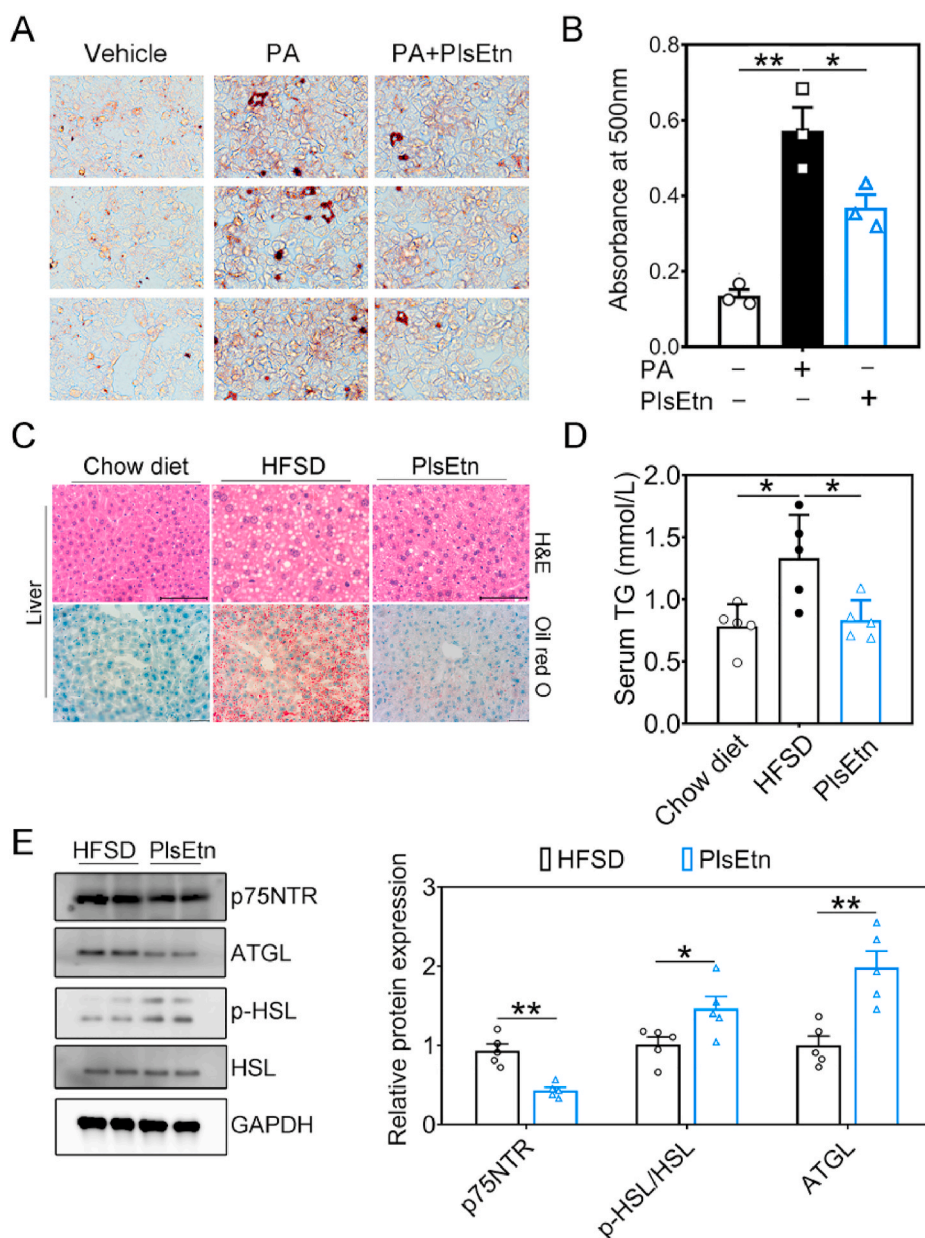 A
Vehicle PA PA+PlsEtn
B
Absorbance at 500nm
0.8
0.6
0.4
0.2
0.0
** *
PA − + −
PlsEtn − − +
C
Chow diet HFSD PlsEtn
Liver
H&E
Oil red O
D
Serum TG (mmol/L)
2.0
1.5
1.0
0.5
0.0
* *
Chow diet HFSD PlsEtn
E
HFSD PlsEtn
p75NTR
ATGL
p-HSL
HSL
GAPDH
HFSD PlsEtn
Relative protein expression
3
2
1
0
** * **
p75NTR p-HSL/HSL ATGL